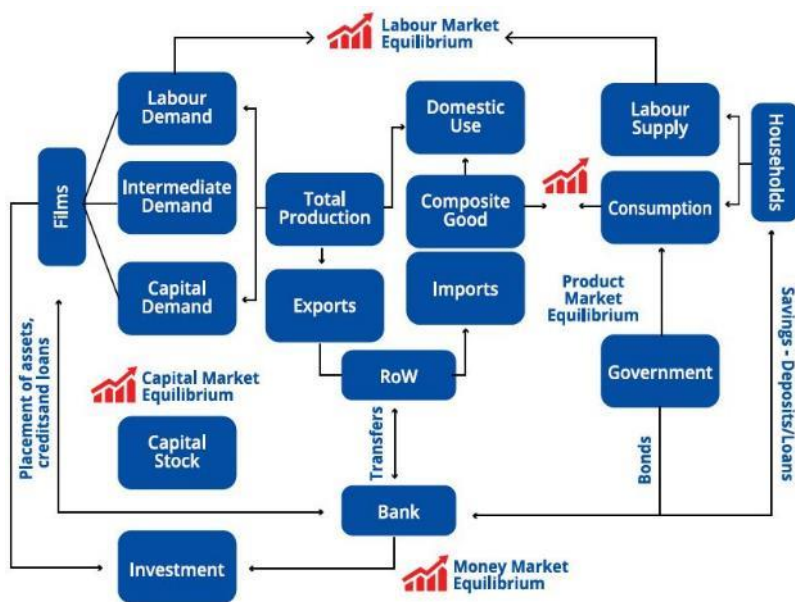 Labour Market
Equilibrium
Labour
Demand
Domestic
Use
Labour
Supply
Households
Films
Intermediate
Demand
Total
Production
Composite
Good
Consumption
Capital
Demand
Exports
Imports
Product
Market
Equilibrium
Placement of assets,
creditsand loans
Capital Market
Equilibrium
RoW
Government
Savings - Deposits/Loans
Capital
Stock
Transfers
Bonds
Bank
Investment
Money Market
Equilibrium